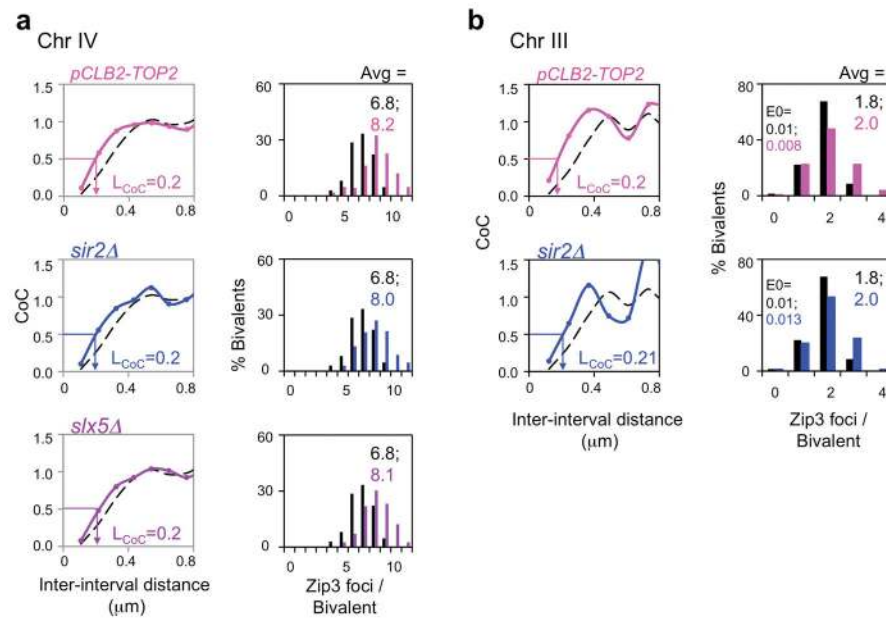 a
Chr IV
pCLB2-TOP2
1.5
1.0
0.5
0.0
0
0.4
0.8
L_CoC=0.2
Avg =
6.8;
8.2
60
30
0
0
5
10
sir2Δ
1.5
1.0
0.5
0.0
0
0.4
0.8
CoC
L_CoC=0.2
6.8;
8.0
60
30
0
0
5
10
% Bivalents
slx5Δ
1.5
1.0
0.5
0.0
0
0.4
0.8
L_CoC=0.2
Inter-interval distance
(μm)
6.8;
8.1
60
30
0
0
5
10
Zip3 foci /
Bivalent
b
Chr III
pCLB2-TOP2
1.5
1.0
0.5
0.0
0
0.4
0.8
L_CoC=0.2
CoC
Avg =
E0=
0.01;
0.008
1.8;
2.0
80
40
0
0
2
4
% Bivalents
sir2Δ
1.5
1.0
0.5
0.0
0
0.4
0.8
L_CoC=0.21
Inter-interval distance
(μm)
E0=
0.01;
0.013
1.8;
2.0
80
40
0
0
2
4
Zip3 foci /
Bivalent